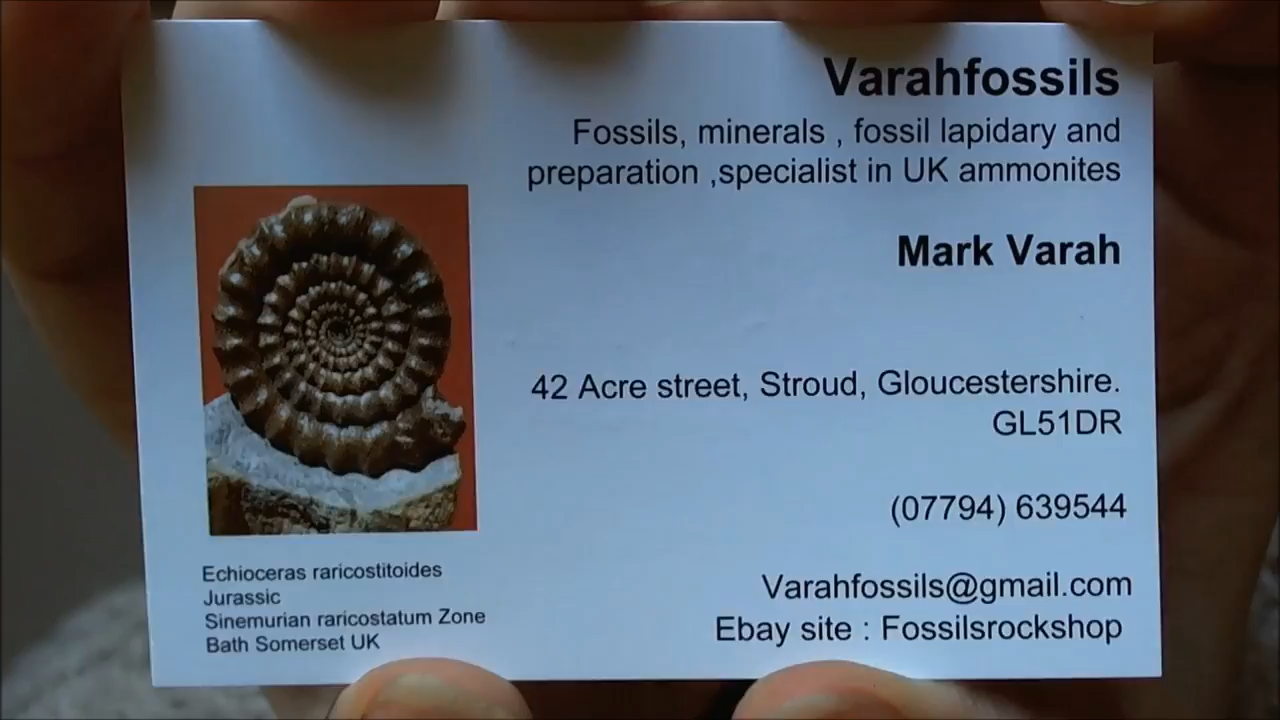 Varahfossils
Fossils, minerals , fossil lapidary and
preparation ,specialist in UK ammonites
Mark Varah
42 Acre street, Stroud, Gloucestershire.
GL51DR
(07794) 639544
Varahfossils@gmail.com
Ebay site : Fossilsrockshop
Echioceras raricostitoides
Jurassic
Sinemurian raricostatum Zone
Bath Somerset UK